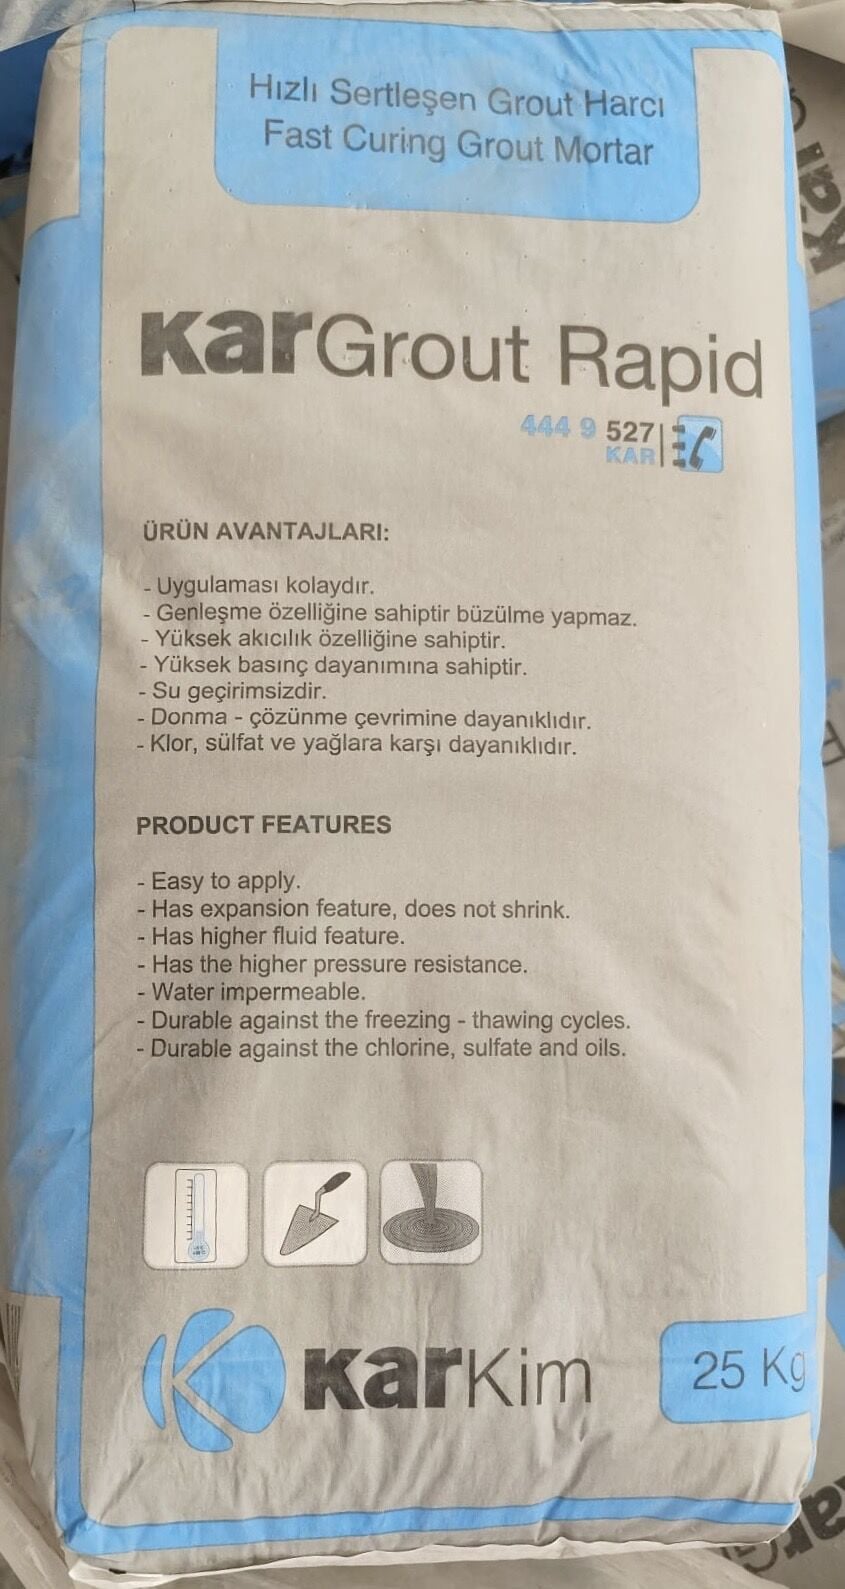 Hızlı Sertleşen Grout Harcı
Fast Curing Grout Mortar
KarGrout Rapid
444 9 527
KAR
ÜRÜN AVANTAJLARI:
- Uygulaması kolaydır.
- Genleşme özelliğine sahiptir büzülme yapmaz.
- Yüksek akıcılık özelliğine sahiptir.
- Yüksek basınç dayanımına sahiptir.
- Su geçirimsizdir.
- Donma - çözünme çevrimine dayanıklıdır.
- Klor, sülfat ve yağlara karşı dayanıklıdır.
PRODUCT FEATURES
- Easy to apply.
- Has expansion feature, does not shrink.
- Has higher fluid feature.
- Has the higher pressure resistance.
- Water impermeable.
- Durable against the freezing - thawing cycles.
- Durable against the chlorine, sulfate and oils.
KarKim
25 Kg